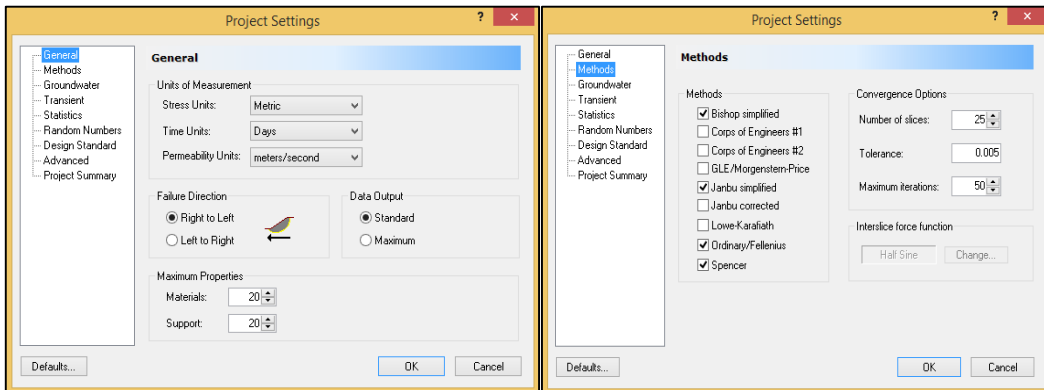 Project Settings
?
×
General
Methods
Groundwater
Transient
Statistics
Random Numbers
Design Standard
Advanced
Project Summary
General
Units of Measurement
Stress Units: Metric
Time Units: Days
Permeability Units: meters/second
Failure Direction
Right to Left
Left to Right
Data Output
Standard
Maximum
Maximum Properties
Materials: 20
Support: 20
Defaults...
OK
Cancel
Project Settings
?
×
General
Methods
Groundwater
Transient
Statistics
Random Numbers
Design Standard
Advanced
Project Summary
Methods
Methods
Bishop simplified
Corps of Engineers #1
Corps of Engineers #2
GLE/Morgenstern-Price
Janbu simplified
Janbu corrected
Lowe-Karafiath
Ordinary/Fellenius
Spencer
Convergence Options
Number of slices: 25
Tolerance: 0.005
Maximum iterations: 50
Interslice force function
Half Sine
Change...
Defaults...
OK
Cancel